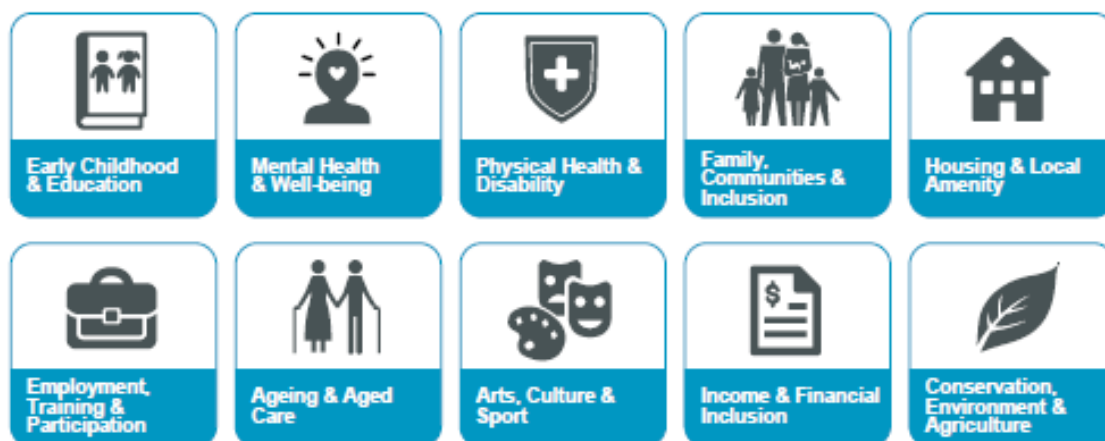 Early Childhood
& Education
Mental Health
& Well-being
Physical Health &
Disability
Family,
Communities &
Inclusion
Housing & Local
Amenity
Employment,
Training &
Participation
Ageing & Aged
Care
Arts, Culture &
Sport
$
Income & Financial
Inclusion
Conservation,
Environment &
Agriculture